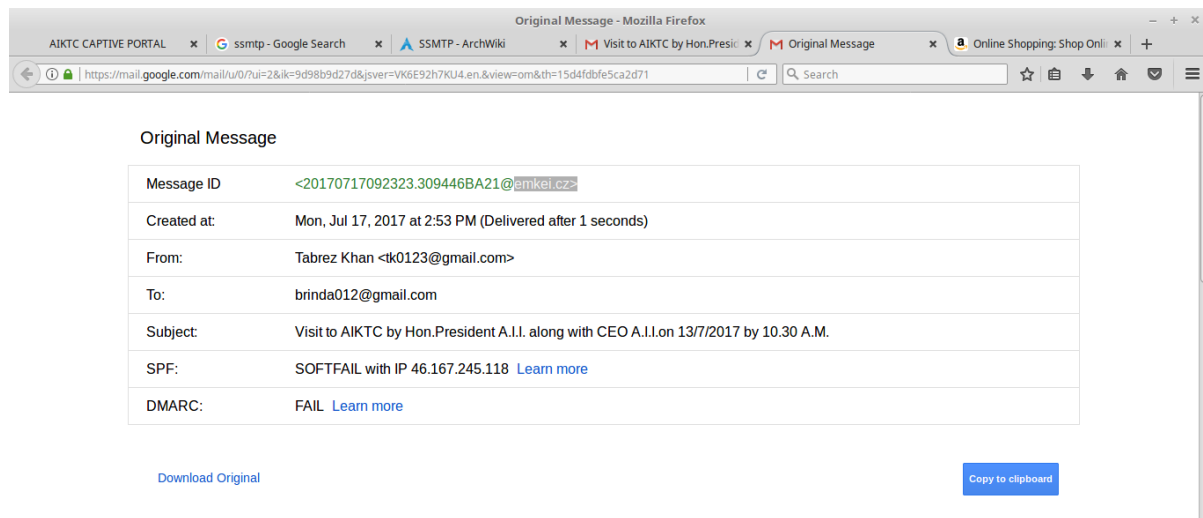 Original Message - Mozilla Firefox
AIKTC CAPTIVE PORTAL
ssmtp - Google Search
SSMTP - ArchWiki
Visit to AIKTC by Hon.Presid
Original Message
Online Shopping: Shop Onli
https://mail.google.com/mail/u/0/?ui=2&ik=9d98b9d27d&jsver=VK6E92h7KU4.en.&view=om&th=15d4fdbfe5ca2d71
Search
Original Message
Message ID <20170717092323.309446BA21@emkei.cz>
Created at: Mon, Jul 17, 2017 at 2:53 PM (Delivered after 1 seconds)
From: Tabrez Khan <tk0123@gmail.com>
To: brinda012@gmail.com
Subject: Visit to AIKTC by Hon.President A.I.I. along with CEO A.I.I.on 13/7/2017 by 10.30 A.M.
SPF: SOFTFAIL with IP 46.167.245.118 Learn more
DMARC: FAIL Learn more
Download Original
Copy to clipboard